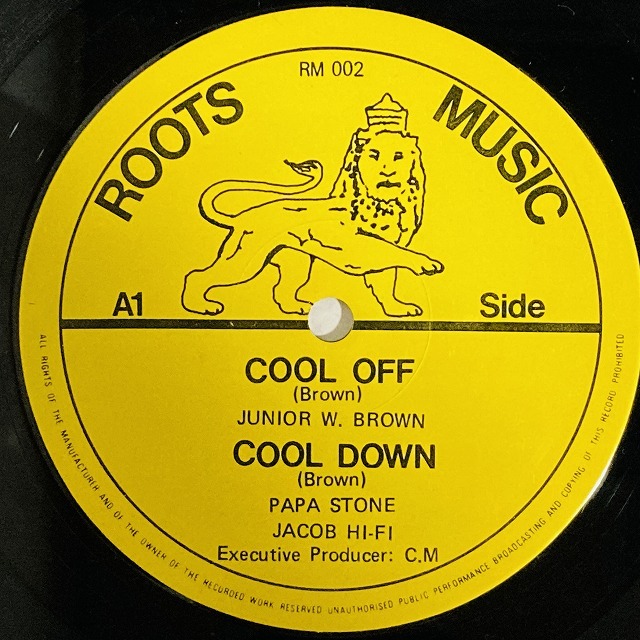 RM 002
ROOTS MUSIC
A1 Side
COOL OFF
(Brown)
JUNIOR W. BROWN
COOL DOWN
(Brown)
PAPA STONE
JACOB HI-FI
Executive Producer: C.M
ALL RIGHTS OF THE MANUFACTURER AND OF THE OWNER OF THE RECORDED WORK RESERVED UNAUTHORISED PUBLIC PERFORMANCE BROADCASTING AND COPYING OF THIS RECORD PROHIBITED